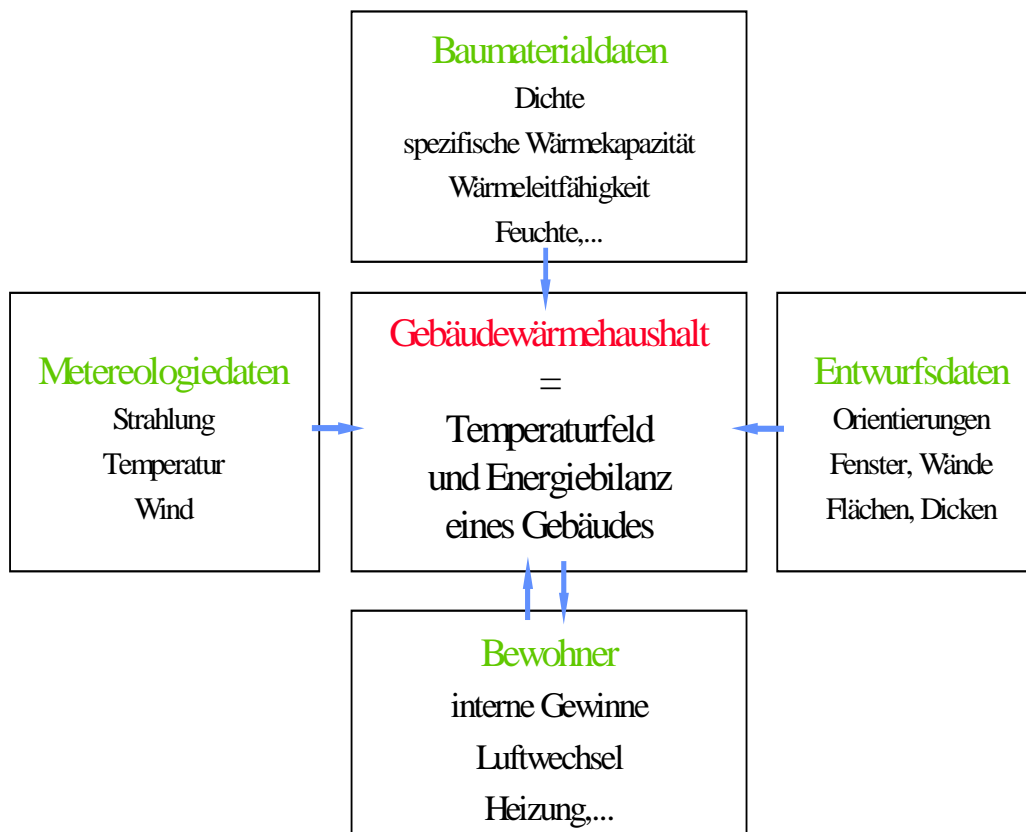 Baumaterialdaten
Dichte
spezifische Wärmekapazität
Wärmeleitfähigkeit
Feuchte,...
Metereologiedaten
Strahlung
Temperatur
Wind
Gebäudewärmehaushalt
=
Temperaturfeld
und Energiebilanz
eines Gebäudes
Entwurfsdaten
Orientierungen
Fenster, Wände
Flächen, Dicken
Bewohner
interne Gewinne
Luftwechsel
Heizung,...